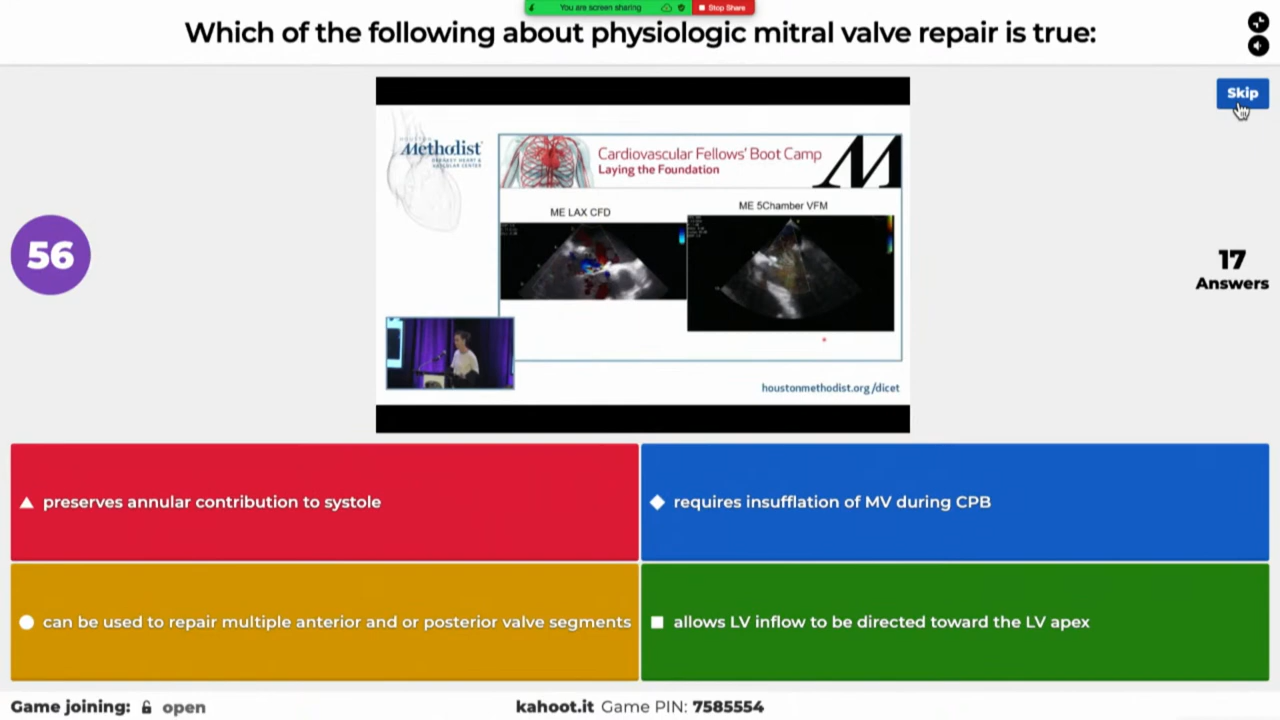 You are screen sharing
Stop Share
Which of the following about physiologic mitral valve repair is true:
Skip
Methodist
Cardiovascular Fellows' Boot Camp
Laying the Foundation
M
ME LAX CFD
ME 5Chamber VFM
56
17
Answers
houstonmethodist.org/dicet
preserves annular contribution to systole
requires insufflation of MV during CPB
can be used to repair multiple anterior and or posterior valve segments
allows LV inflow to be directed toward the LV apex
Game joining: open
kahoot.it Game PIN: 7585554